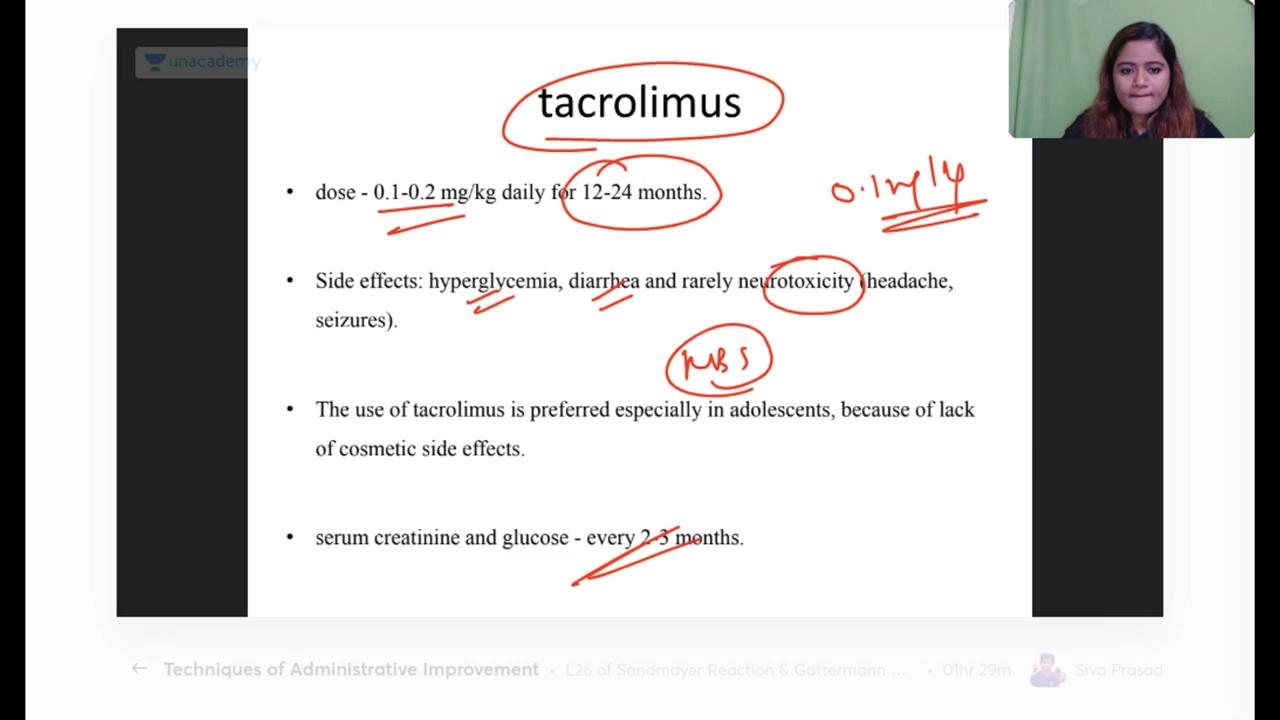 unacademy
tacrolimus
• dose - 0.1-0.2 mg/kg daily for 12-24 months.
• Side effects: hyperglycemia, diarrhea and rarely neurotoxicity (headache,
seizures).
• The use of tacrolimus is preferred especially in adolescents, because of lack
of cosmetic side effects.
• serum creatinine and glucose - every 2-3 months.
← Techniques of Administrative Improvement • L26 of Sandmayer Reaction & Gattermann ... • 01hr 29m Siva Prasad